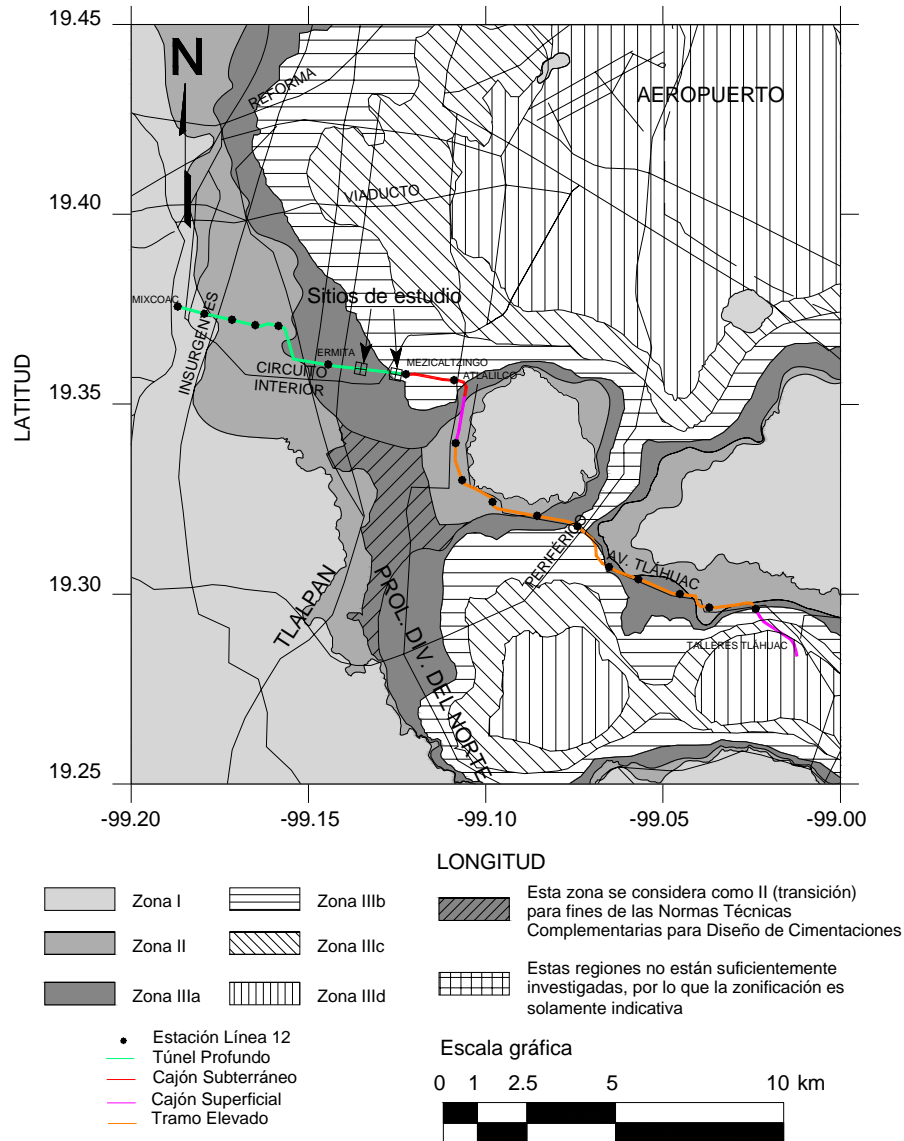 19.45
N
REFORMA
AEROPUERTO
19.40
VIADUCTO
Sitios de estudio
MIXCOAC
INSURGENTES
ERMITA
MEZICALTZINGO
CIRCUITO
INTERIOR
ATLALILCO
LATITUD
19.35
PERIFÉRICO
AV. TLÁHUAC
19.30
TLALPAN
PROL. DIV. DEL NORTE
TALLERES TLÁHUAC
19.25
-99.20
-99.15
-99.10
-99.05
-99.00
LONGITUD
Zona I
Zona II
Zona IIIa
Zona IIIb
Zona IIIc
Zona IIId
Esta zona se considera como II (transición)
para fines de las Normas Técnicas
Complementarias para Diseño de Cimentaciones
Estas regiones no están suficientemente
investigadas, por lo que la zonificación es
solamente indicativa
Estación Línea 12
Túnel Profundo
Cajón Subterráneo
Cajón Superficial
Tramo Elevado
Escala gráfica
0 1 2.5 5 10 km